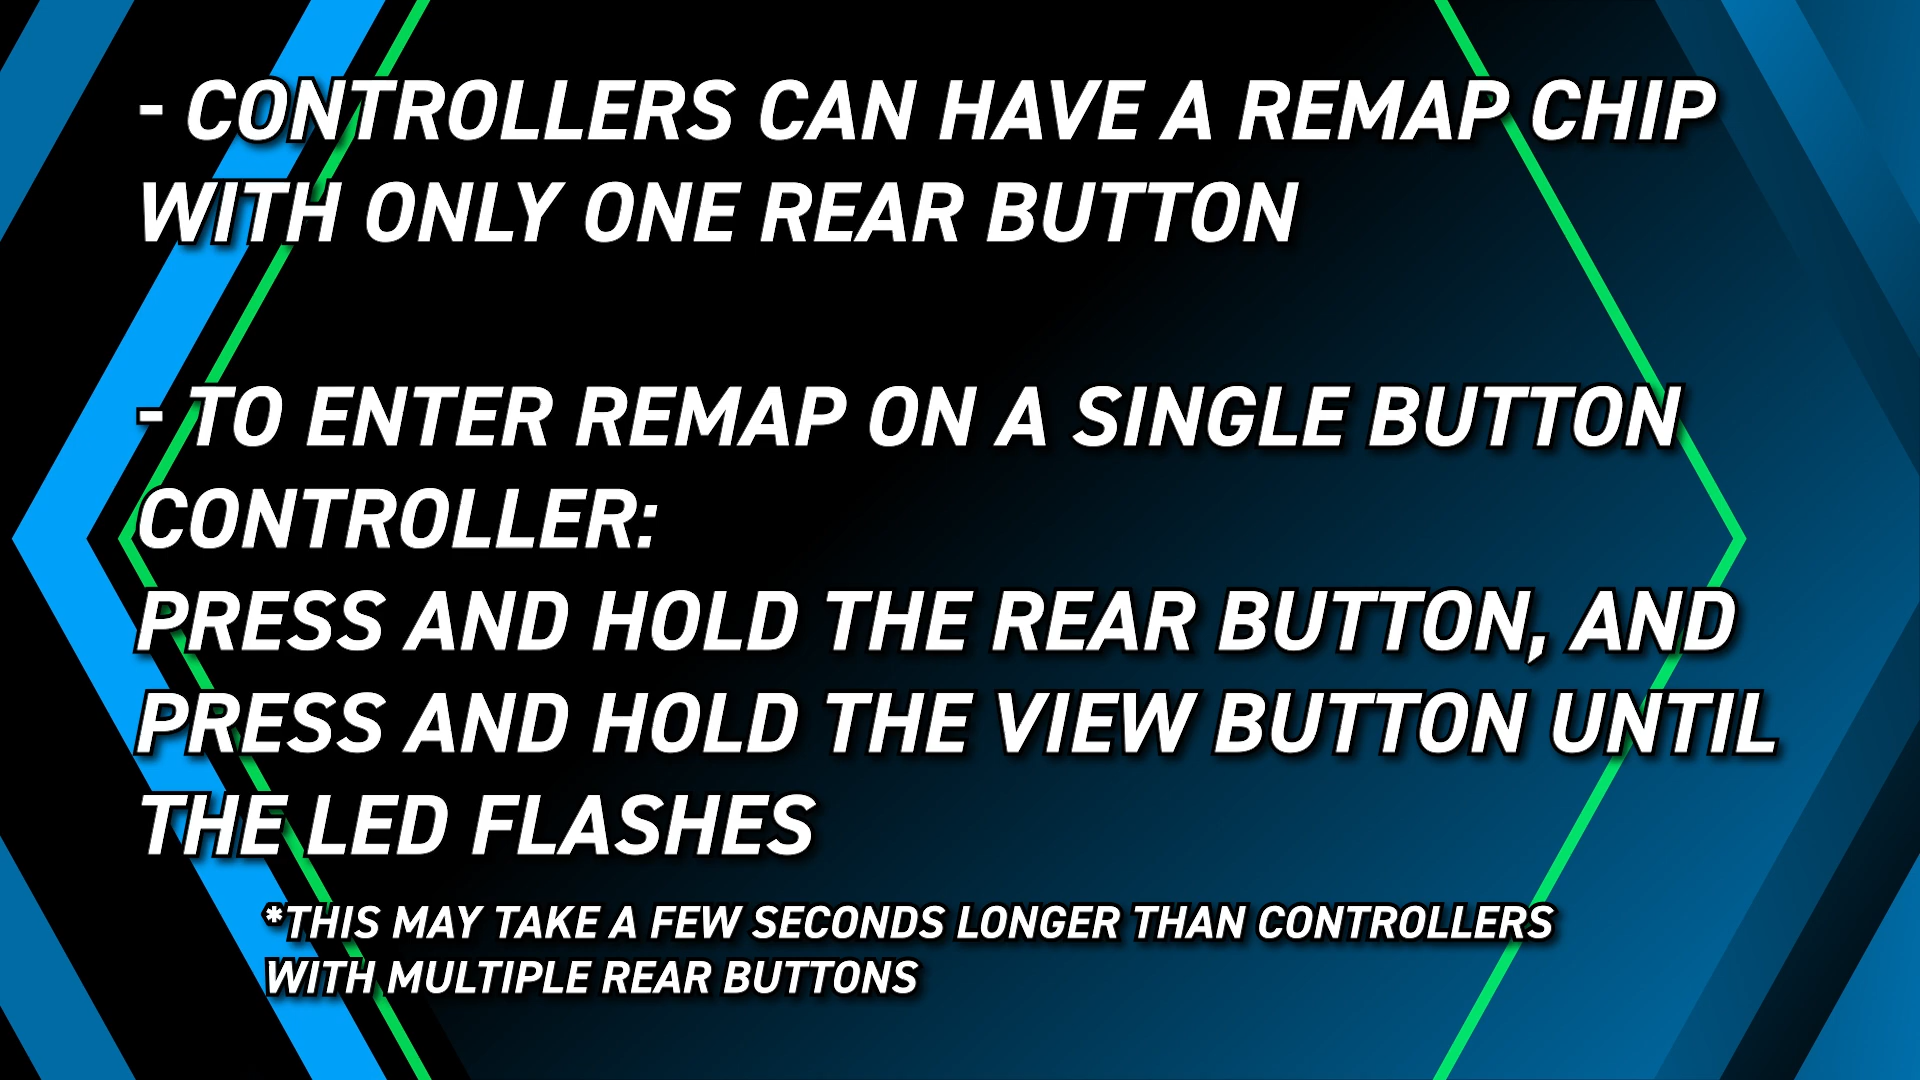 - CONTROLLERS CAN HAVE A REMAP CHIP
WITH ONLY ONE REAR BUTTON
- TO ENTER REMAP ON A SINGLE BUTTON
CONTROLLER:
PRESS AND HOLD THE REAR BUTTON, AND
PRESS AND HOLD THE VIEW BUTTON UNTIL
THE LED FLASHES
*THIS MAY TAKE A FEW SECONDS LONGER THAN CONTROLLERS
WITH MULTIPLE REAR BUTTONS